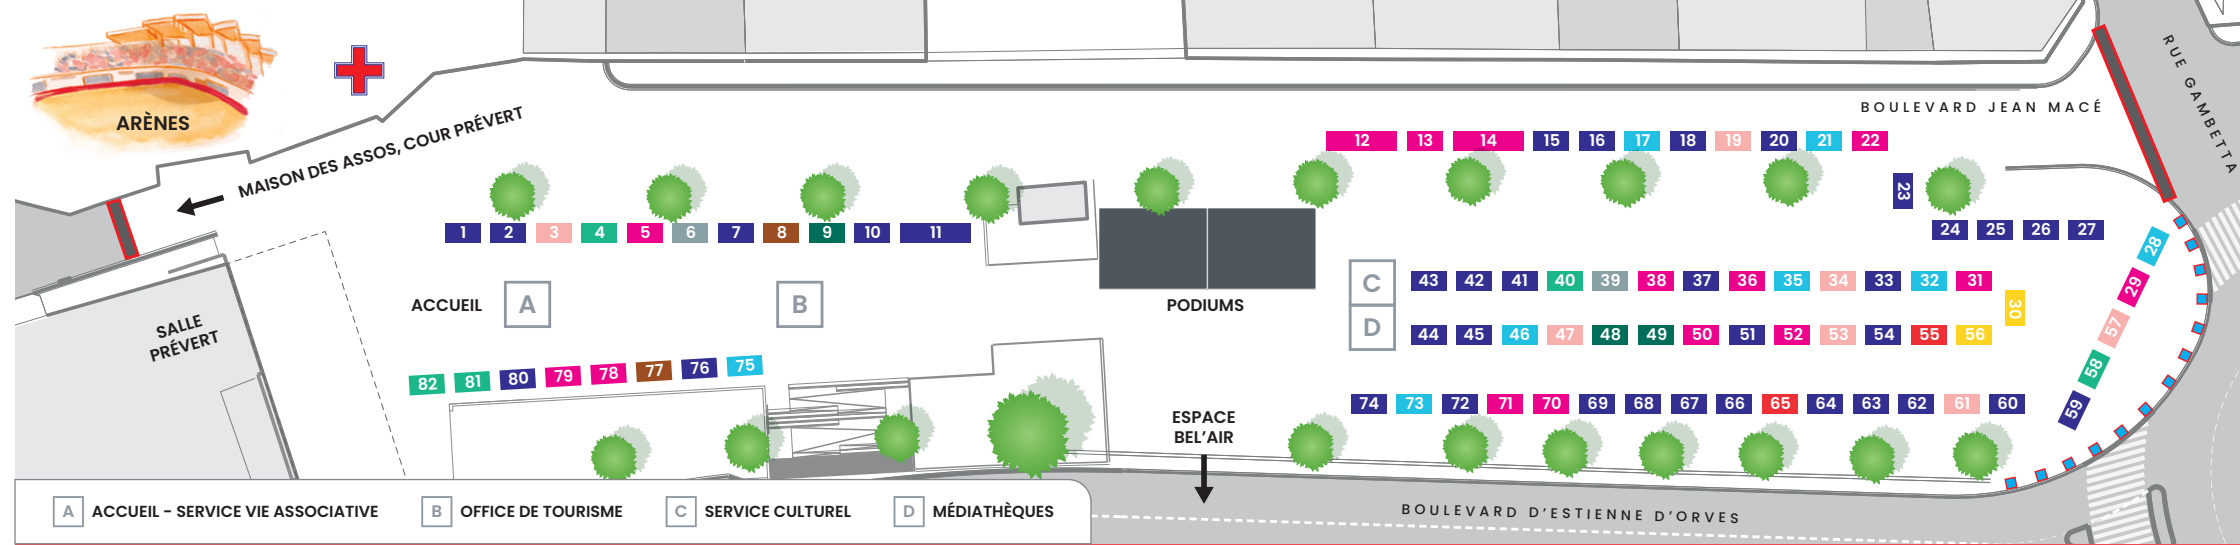 ARÈNES
MAISON DES ASSOS, COUR PRÉVERT
BOULEVARD JEAN MACÉ
RUE GAMBETTA
12 13 14 15 16 17 18 19 20 21 22
23
1 2 3 4 5 6 7 8 9 10 11
24 25 26 27
28
29
57
58
59
ACCUEIL A B
PODIUMS
C 43 42 41 40 39 38 37 36 35 34 33 32 31
30
D 44 45 46 47 48 49 50 51 52 53 54 55 56
SALLE
PRÉVERT
82 81 80 79 78 77 76 75
74 73 72 71 70 69 68 67 66 65 64 63 62 61 60
ESPACE
BEL'AIR
BOULEVARD D'ESTIENNE D'ORVES
A ACCUEIL - SERVICE VIE ASSOCIATIVE B OFFICE DE TOURISME C SERVICE CULTUREL D MÉDIATHÈQUES